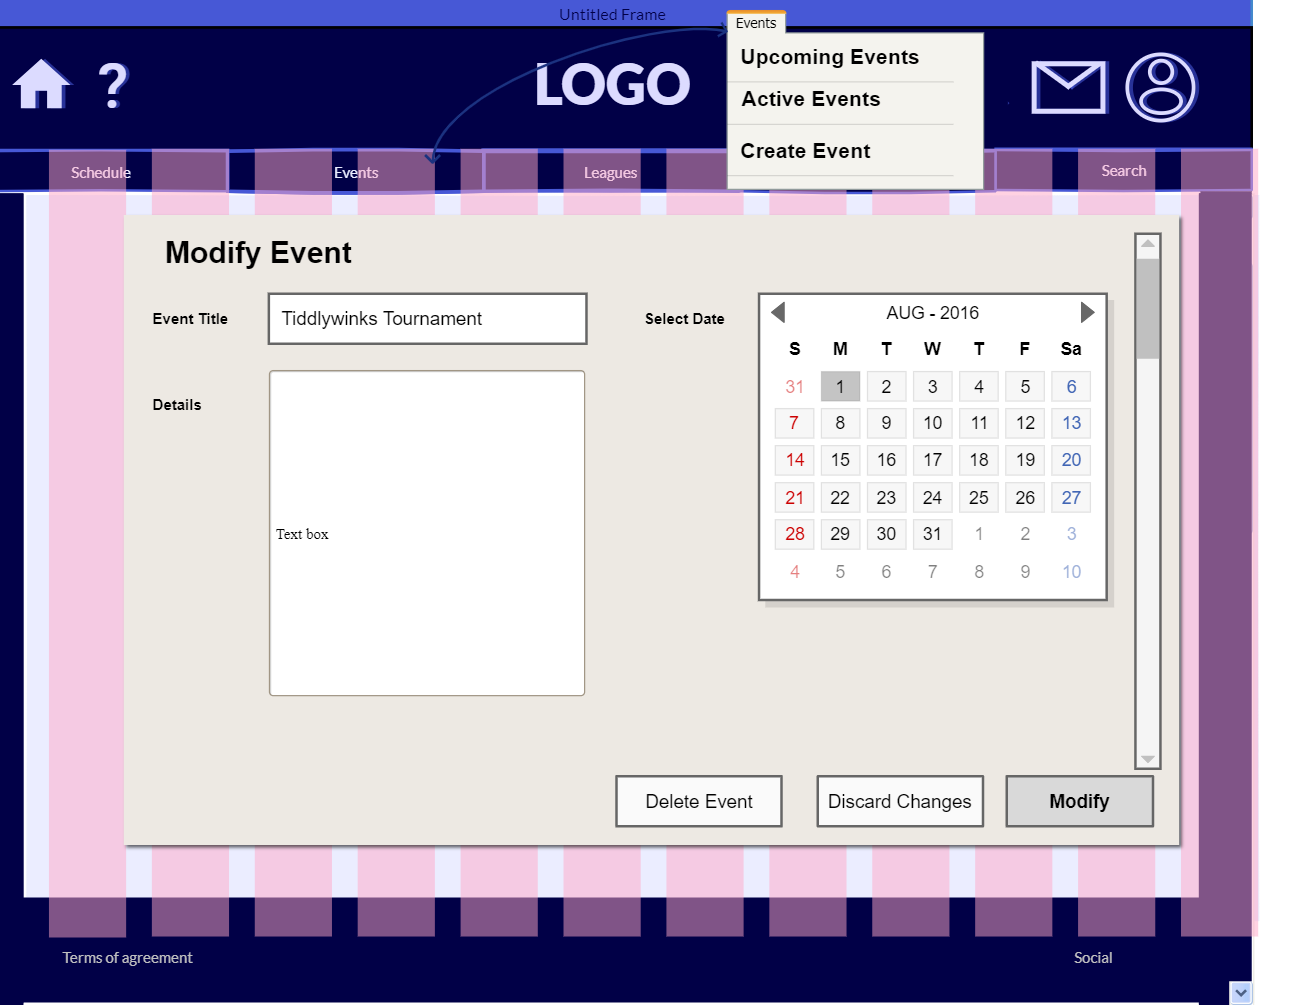 Untitled Frame
Events
Upcoming Events
Active Events
Create Event
?
LOGO
Schedule
Events
Leagues
Search
Modify Event
Event Title
Tiddlywinks Tournament
Select Date
AUG - 2016
S M T W T F Sa
31 1 2 3 4 5 6
7 8 9 10 11 12 13
14 15 16 17 18 19 20
21 22 23 24 25 26 27
28 29 30 31 1 2 3
4 5 6 7 8 9 10
Details
Text box
Delete Event
Discard Changes
Modify
Terms of agreement
Social